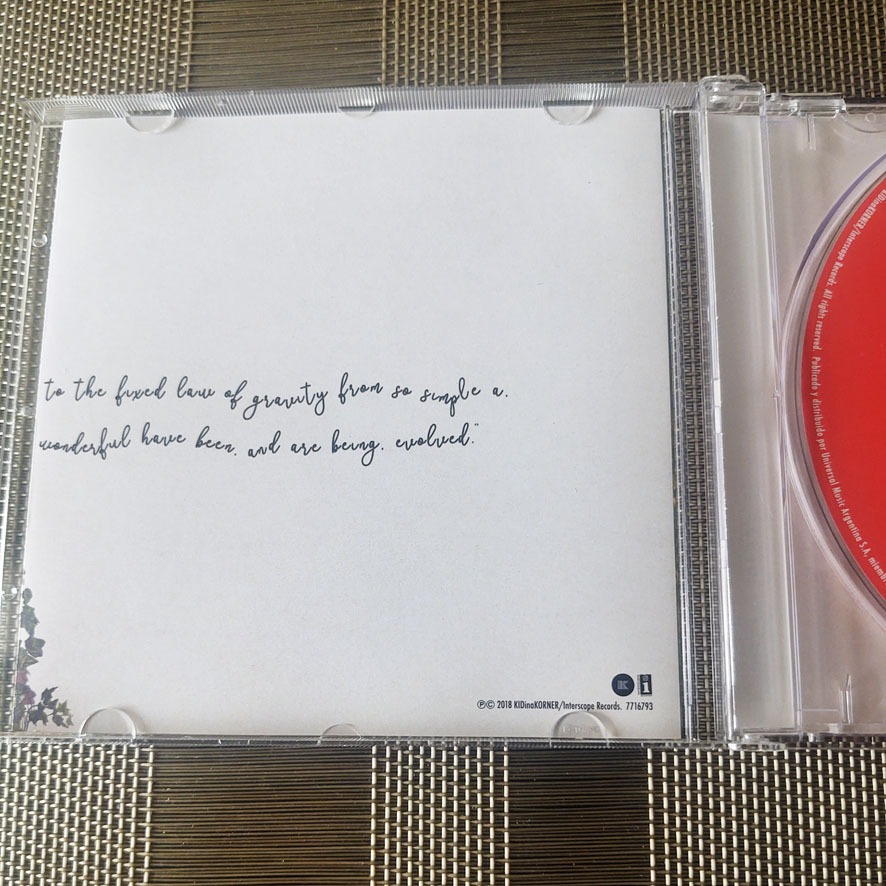 to the fixed law of gravity from so simple a.
wonderful have been, and are being, evolved."
K i
℗© 2018 KIDinaKORNER/Interscope Records. 7716793
KIDinaKORNER/Interscope Records. All rights reserved. Publicado y distribuido por Universal Music Argentina S.A,